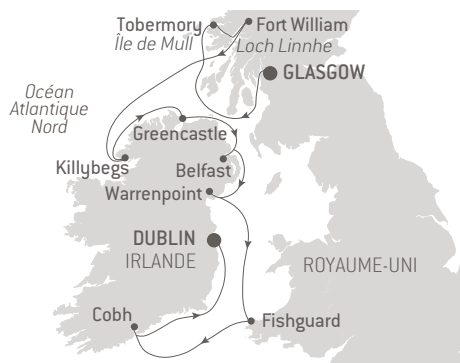 Tobermory
Île de Mull
Fort William
Loch Linnhe
GLASGOW
Océan
Atlantique
Nord
Greencastle
Killybegs
Belfast
Warrenpoint
DUBLIN
IRLANDE
ROYAUME-UNI
Cobh
Fishguard